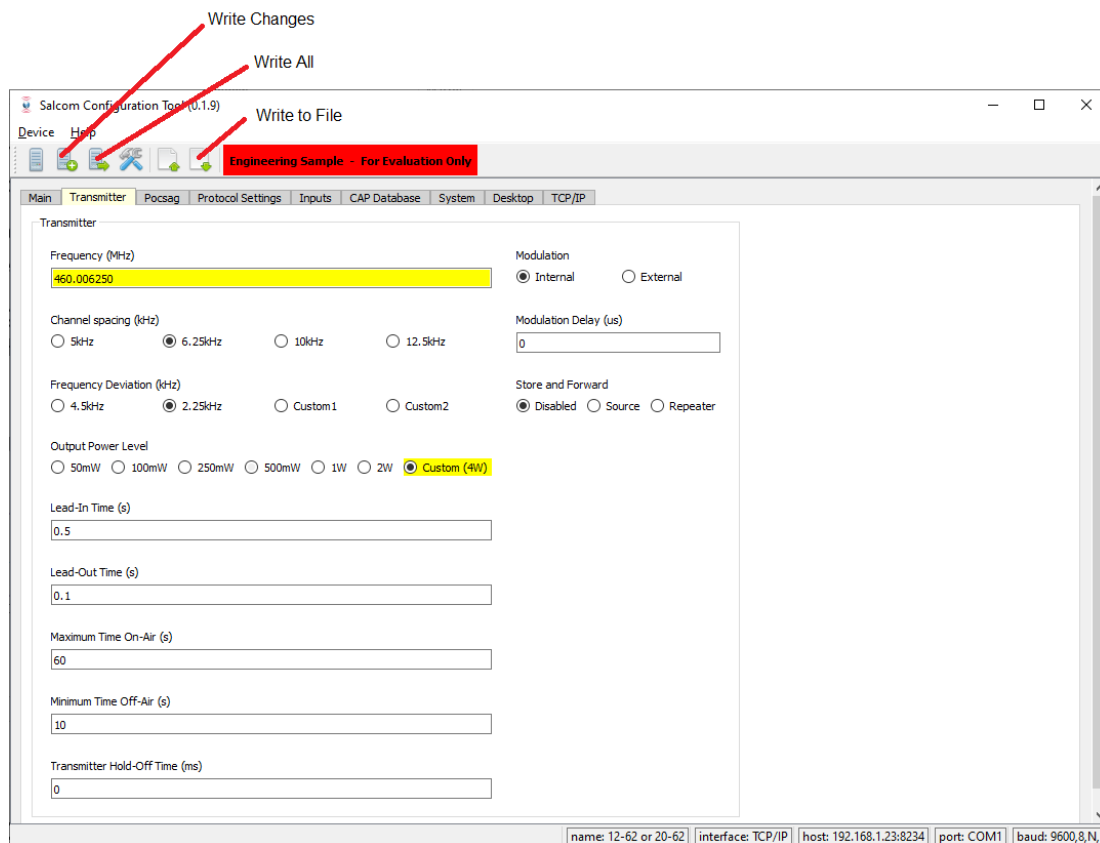 Write Changes
Write All
Write to File
Salcom Configuration Tool (0.1.9)
Device Help
Engineering Sample - For Evaluation Only
Main Transmitter Pocsag Protocol Settings Inputs CAP Database System Desktop TCP/IP
Transmitter
Frequency (MHz)
460.006250
Modulation
Internal External
Channel spacing (kHz)
5kHz 6.25kHz 10kHz 12.5kHz
Modulation Delay (us)
0
Frequency Deviation (kHz)
4.5kHz 2.25kHz Custom1 Custom2
Store and Forward
Disabled Source Repeater
Output Power Level
50mW 100mW 250mW 500mW 1W 2W Custom (4W)
Lead-In Time (s)
0.5
Lead-Out Time (s)
0.1
Maximum Time On-Air (s)
60
Minimum Time Off-Air (s)
10
Transmitter Hold-Off Time (ms)
0
name: 12-62 or 20-62 interface: TCP/IP host: 192.168.1.23:8234 port: COM1 baud: 9600,8,N,